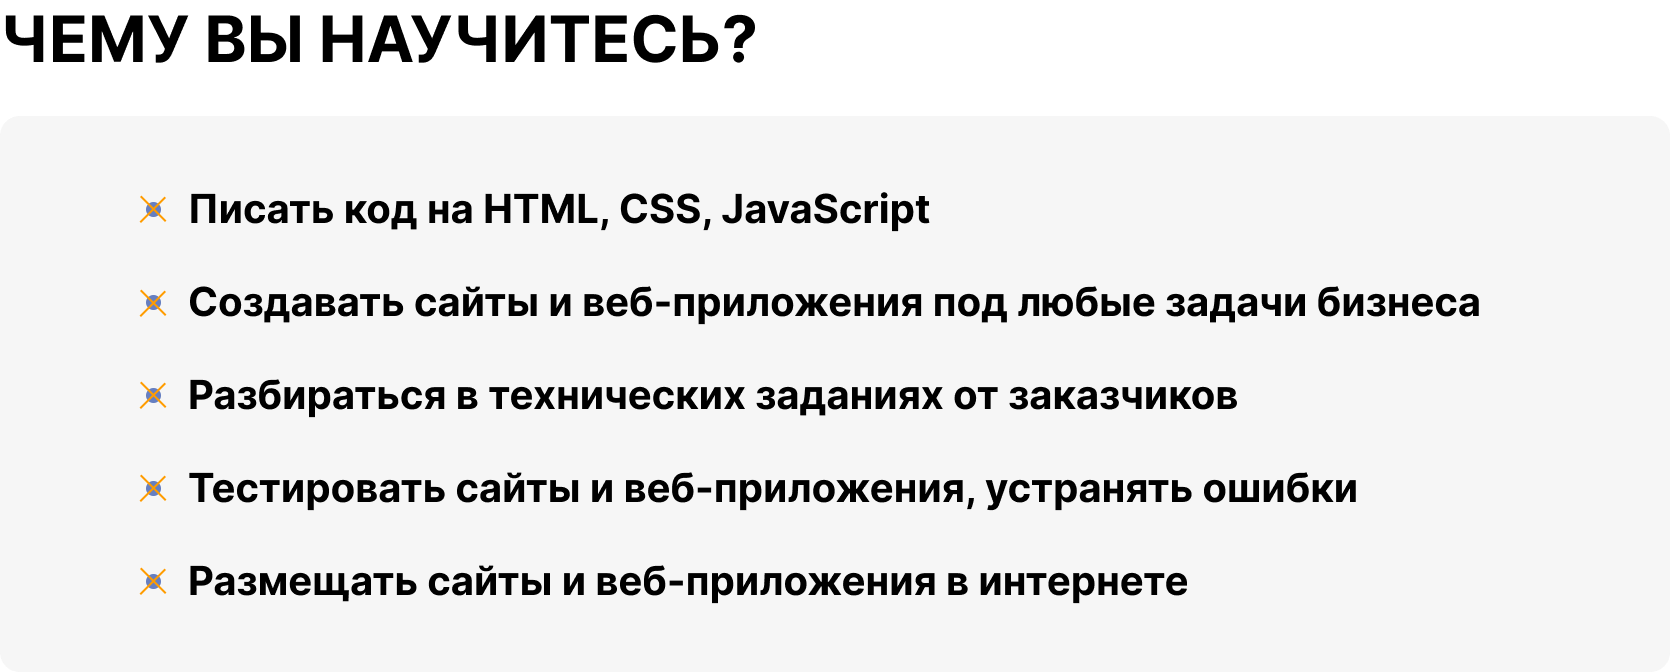 ЧЕМУ ВЫ НАУЧИТЕСЬ?
Писать код на HTML, CSS, JavaScript
Создавать сайты и веб-приложения под любые задачи бизнеса
Разбираться в технических заданиях от заказчиков
Тестировать сайты и веб-приложения, устранять ошибки
Размещать сайты и веб-приложения в интернете